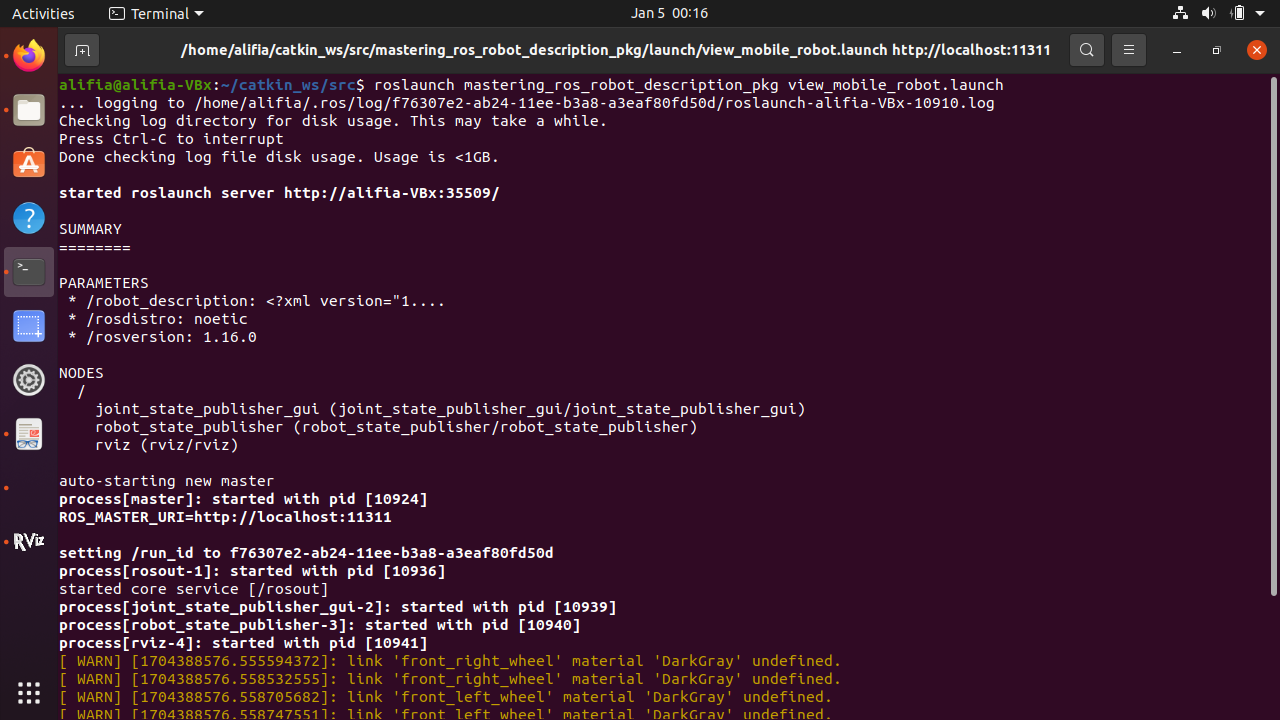 Activities
Terminal
Jan 5 00:16
/home/alifia/catkin_ws/src/mastering_ros_robot_description_pkg/launch/view_mobile_robot.launch http://localhost:11311
alifia@alifia-VBx:~/catkin_ws/src$ roslaunch mastering_ros_robot_description_pkg view_mobile_robot.launch
... logging to /home/alifia/.ros/log/f76307e2-ab24-11ee-b3a8-a3eaf80fd50d/roslaunch-alifia-VBx-10910.log
Checking log directory for disk usage. This may take a while.
Press Ctrl-C to interrupt
Done checking log file disk usage. Usage is <1GB.
started roslaunch server http://alifia-VBx:35509/
SUMMARY
========
PARAMETERS
* /robot_description: <?xml version="1....
* /rosdistro: noetic
* /rosversion: 1.16.0
NODES
/
joint_state_publisher_gui (joint_state_publisher_gui/joint_state_publisher_gui)
robot_state_publisher (robot_state_publisher/robot_state_publisher)
rviz (rviz/rviz)
auto-starting new master
process[master]: started with pid [10924]
ROS_MASTER_URI=http://localhost:11311
setting /run_id to f76307e2-ab24-11ee-b3a8-a3eaf80fd50d
process[rosout-1]: started with pid [10936]
started core service [/rosout]
process[joint_state_publisher_gui-2]: started with pid [10939]
process[robot_state_publisher-3]: started with pid [10940]
process[rviz-4]: started with pid [10941]
[ WARN] [1704388576.555594372]: link 'front_right_wheel' material 'DarkGray' undefined.
[ WARN] [1704388576.558532555]: link 'front_right_wheel' material 'DarkGray' undefined.
[ WARN] [1704388576.558705682]: link 'front_left_wheel' material 'DarkGray' undefined.
[ WARN] [1704388576.558747551]: link 'front_left_wheel' material 'DarkGray' undefined.
RViz